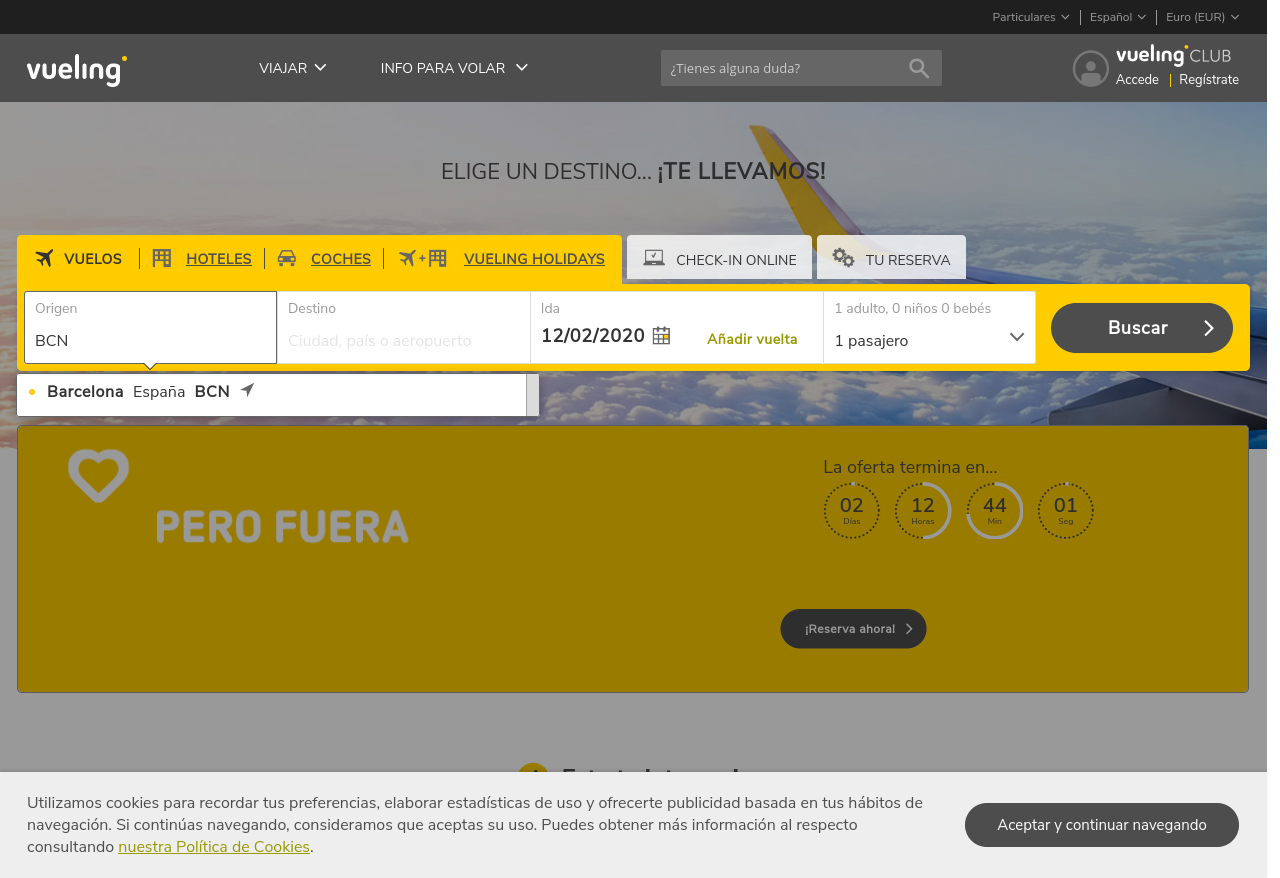 Particulares
Español
Euro (EUR)
vueling
VIAJAR
INFO PARA VOLAR
¿Tienes alguna duda?
vueling CLUB
Accede
Regístrate
ELIGE UN DESTINO... ¡TE LLEVAMOS!
VUELOS
HOTELES
COCHES
+
VUELING HOLIDAYS
CHECK-IN ONLINE
TU RESERVA
Origen
BCN
Destino
Ciudad, país o aeropuerto
Ida
12/02/2020
Añadir vuelta
1 adulto, 0 niños 0 bebés
1 pasajero
Buscar
Barcelona España BCN
PERO FUERA
La oferta termina en...
02 12 44 01
Días Horas Min Seg
¡Reserva ahora!
Utilizamos cookies para recordar tus preferencias, elaborar estadísticas de uso y ofrecerte publicidad basada en tus hábitos de
navegación. Si continúas navegando, consideramos que aceptas su uso. Puedes obtener más información al respecto
consultando nuestra Política de Cookies.
Aceptar y continuar navegando